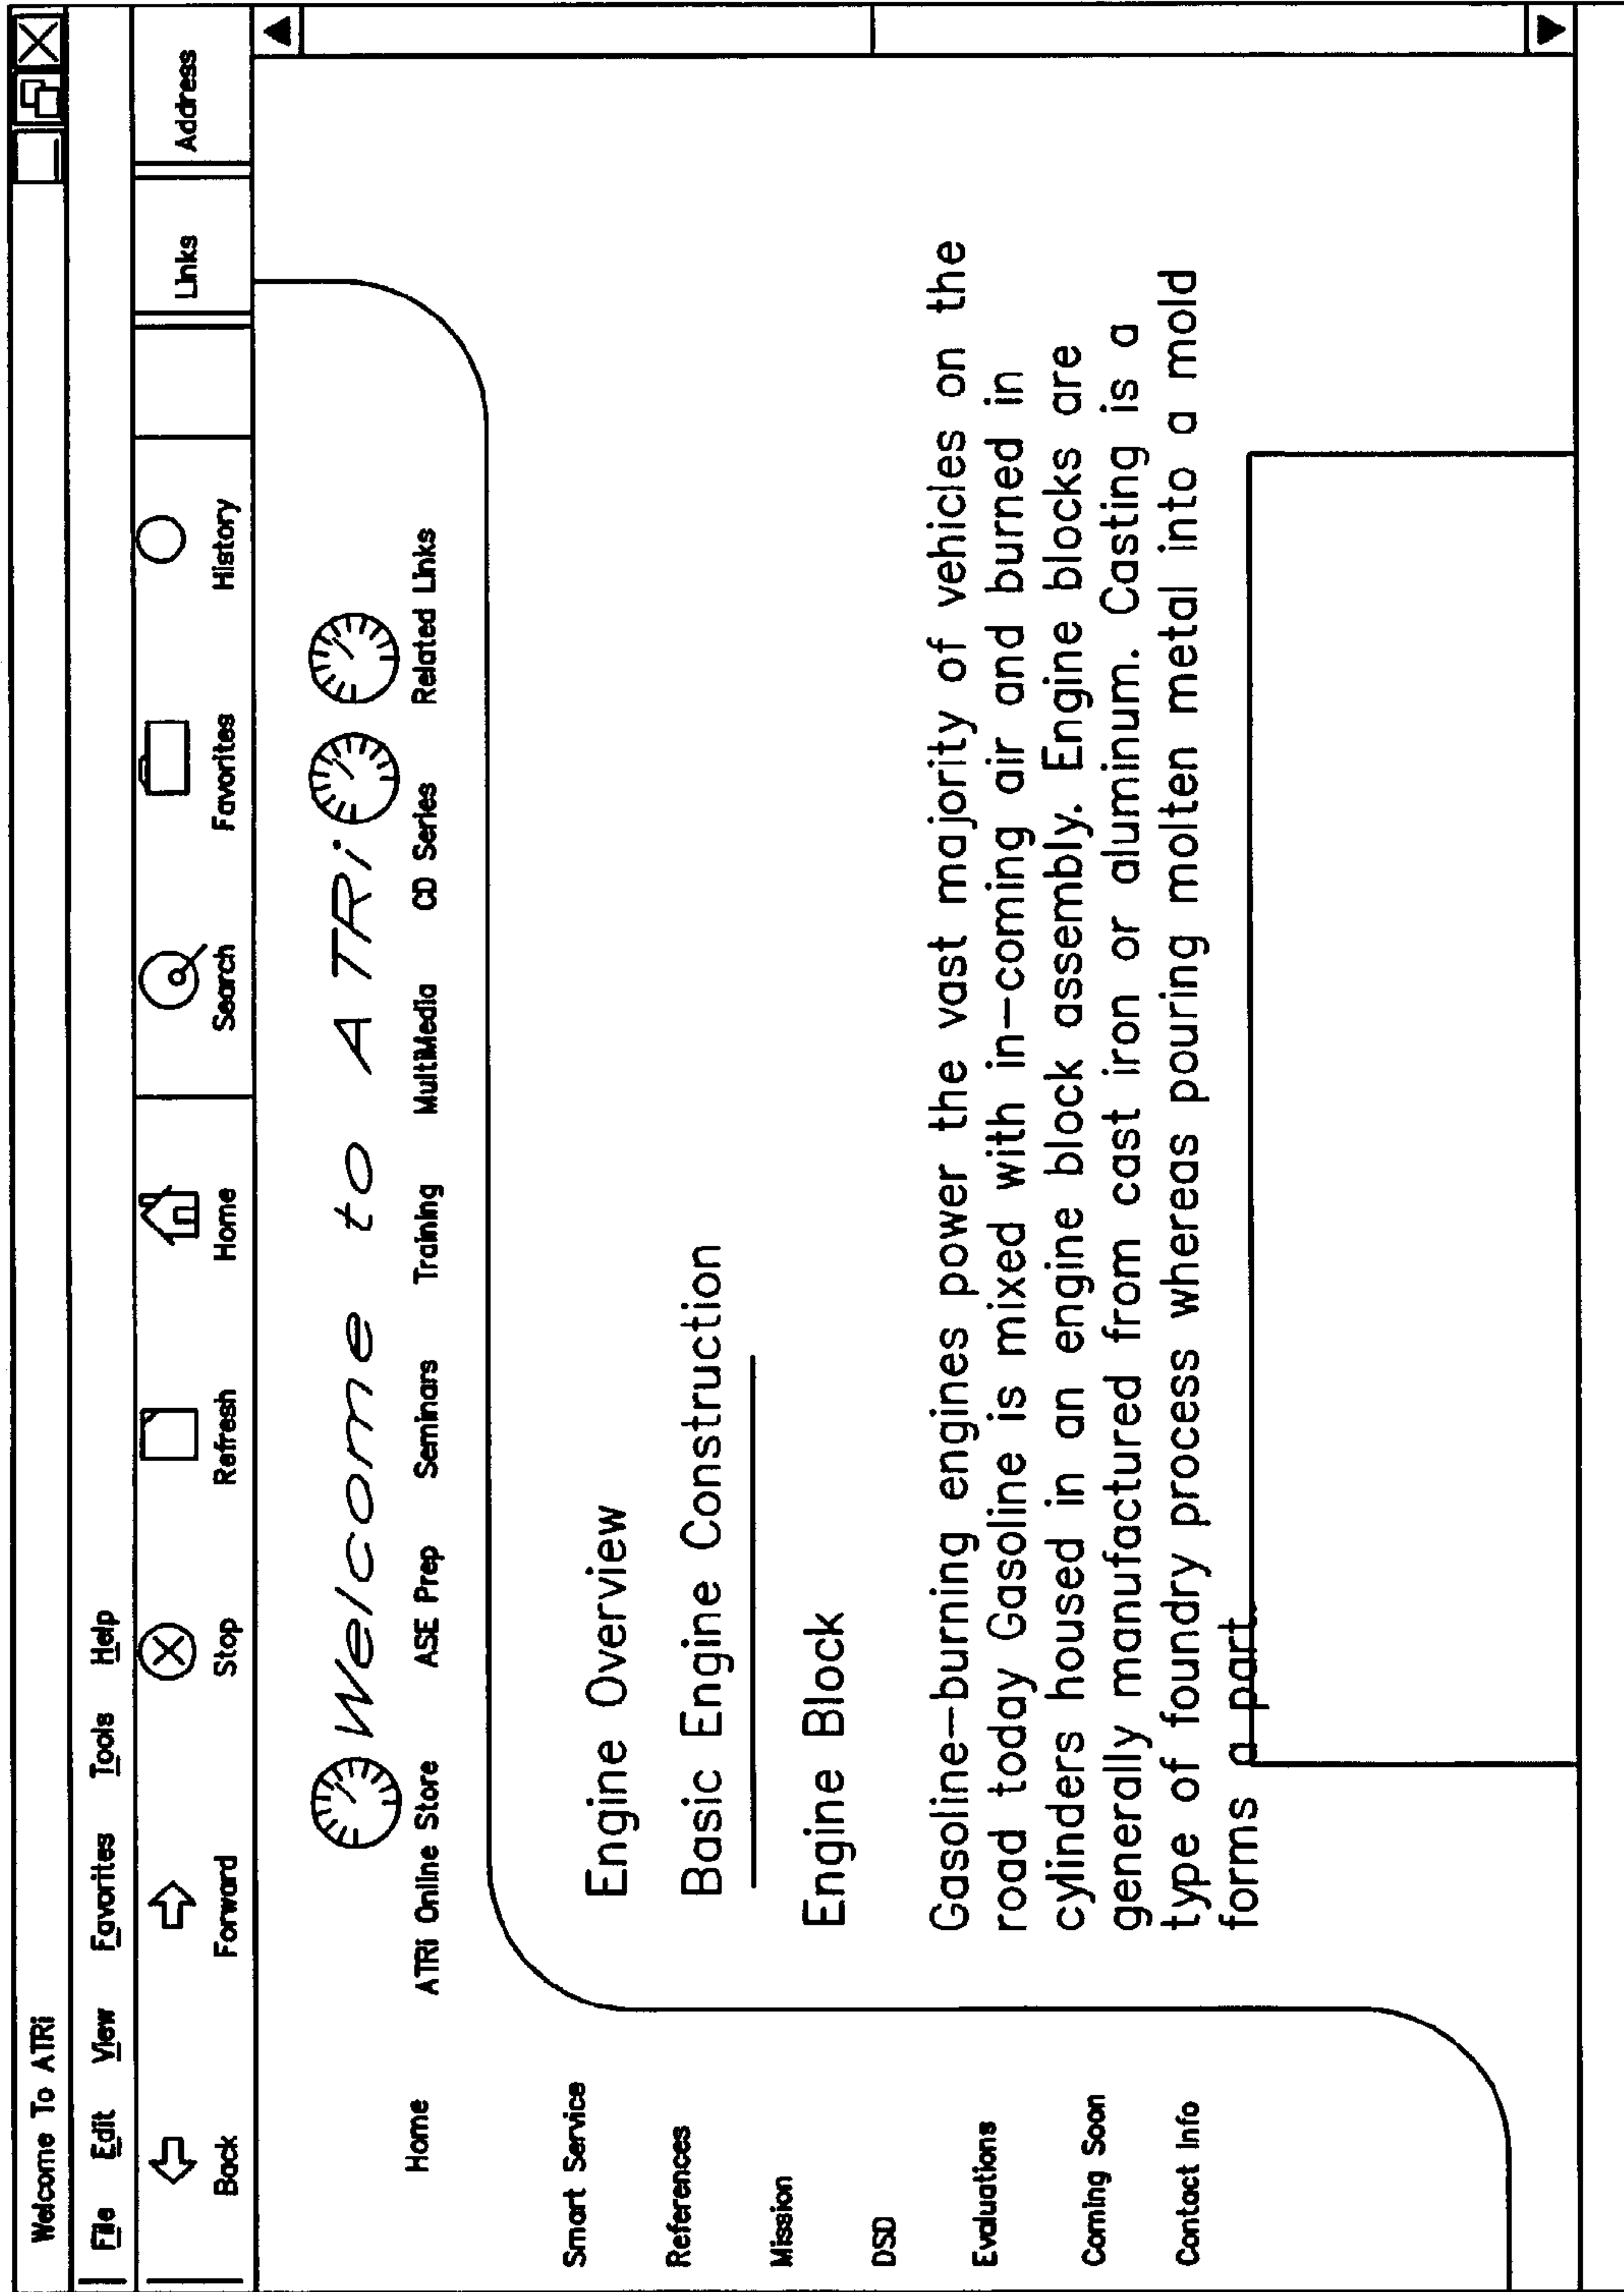 Welcome To ATRi
File Edit View Favorites Tools Help
Back Forward Stop Refresh Home Search Favorites History Links Address
Welcome to ATRi
Home ATRi Online Store ASE Prep Seminars Training MultiMedia CD Series Related Links
Smart Service
References
Mission
DSD
Evaluations
Coming Soon
Contact Info
Engine Overview
Basic Engine Construction
Engine Block
Gasoline-burning engines power the vast majority of vehicles on the
road today Gasoline is mixed with in-coming air and burned in
cylinders housed in an engine block assembly. Engine blocks are
generally manufactured from cast iron or aluminum. Casting is a
type of foundry process whereas pouring molten metal into a mold
forms a part.